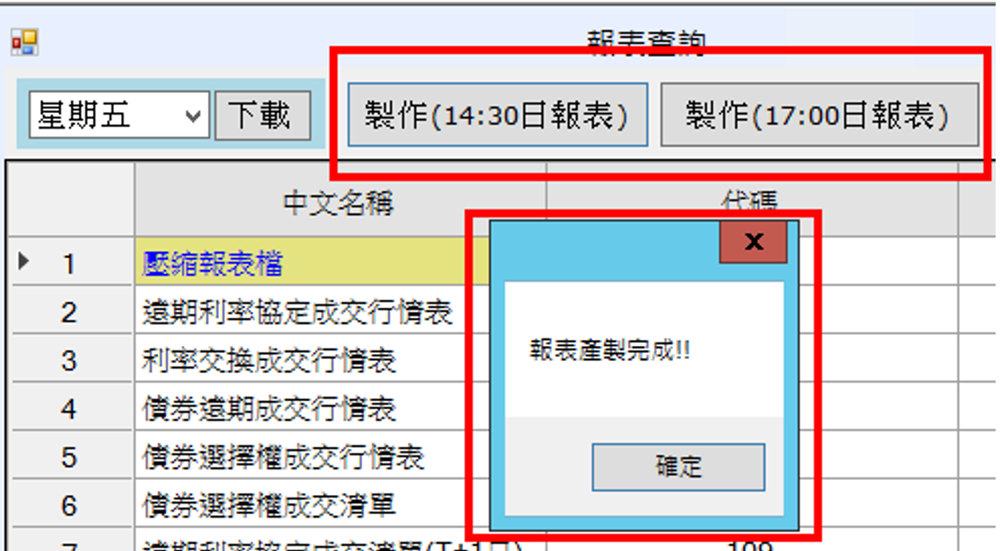 報表查詢
星期五 下載 製作(14:30日報表) 製作(17:00日報表)
中文名稱 代碼
1 壓縮報表檔
2 遠期利率協定成交行情表
3 利率交換成交行情表
4 債券遠期成交行情表
5 債券選擇權成交行情表
6 債券選擇權成交清單
7 遠期利率協定成交清單(T+1日) 109
X
報表產製完成!!
確定